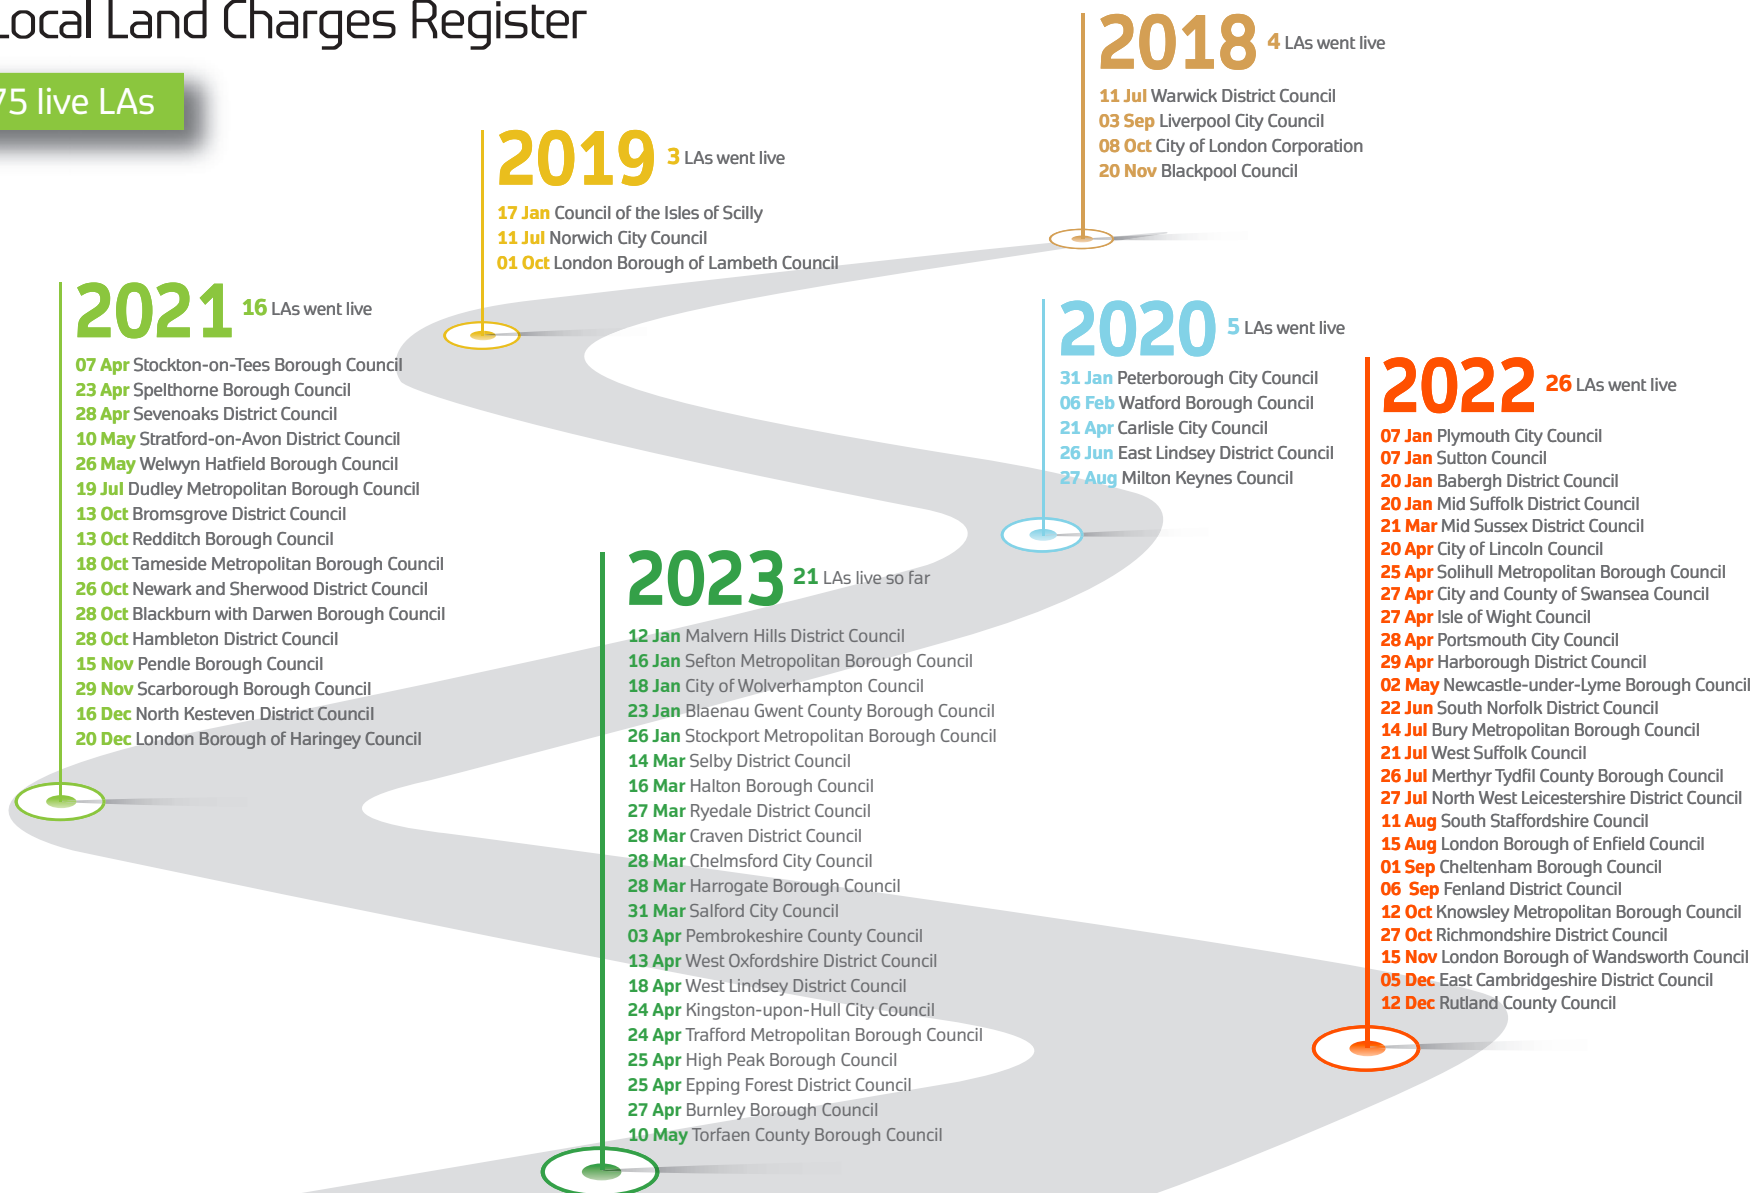 Local Land Charges Register
75 live LAs
2018 4 LAs went live
11 Jul Warwick District Council
03 Sep Liverpool City Council
08 Oct City of London Corporation
20 Nov Blackpool Council
2019 3 LAs went live
17 Jan Council of the Isles of Scilly
11 Jul Norwich City Council
01 Oct London Borough of Lambeth Council
2020 5 LAs went live
31 Jan Peterborough City Council
06 Feb Watford Borough Council
21 Apr Carlisle City Council
26 Jun East Lindsey District Council
27 Aug Milton Keynes Council
2021 16 LAs went live
07 Apr Stockton-on-Tees Borough Council
23 Apr Spelthorne Borough Council
28 Apr Sevenoaks District Council
10 May Stratford-on-Avon District Council
26 May Welwyn Hatfield Borough Council
19 Jul Dudley Metropolitan Borough Council
13 Oct Bromsgrove District Council
13 Oct Redditch Borough Council
18 Oct Tameside Metropolitan Borough Council
26 Oct Newark and Sherwood District Council
28 Oct Blackburn with Darwen Borough Council
28 Oct Hambleton District Council
15 Nov Pendle Borough Council
29 Nov Scarborough Borough Council
16 Dec North Kesteven District Council
20 Dec London Borough of Haringey Council
2022 26 LAs went live
07 Jan Plymouth City Council
07 Jan Sutton Council
20 Jan Babergh District Council
20 Jan Mid Suffolk District Council
21 Mar Mid Sussex District Council
20 Apr City of Lincoln Council
25 Apr Solihull Metropolitan Borough Council
27 Apr City and County of Swansea Council
27 Apr Isle of Wight Council
28 Apr Portsmouth City Council
29 Apr Harborough District Council
02 May Newcastle-under-Lyme Borough Council
22 Jun South Norfolk District Council
14 Jul Bury Metropolitan Borough Council
21 Jul West Suffolk Council
26 Jul Merthyr Tydfil County Borough Council
27 Jul North West Leicestershire District Council
11 Aug South Staffordshire Council
15 Aug London Borough of Enfield Council
01 Sep Cheltenham Borough Council
06 Sep Fenland District Council
12 Oct Knowsley Metropolitan Borough Council
27 Oct Richmondshire District Council
15 Nov London Borough of Wandsworth Council
05 Dec East Cambridgeshire District Council
12 Dec Rutland County Council
2023 21 LAs live so far
12 Jan Malvern Hills District Council
16 Jan Sefton Metropolitan Borough Council
18 Jan City of Wolverhampton Council
23 Jan Blaenau Gwent County Borough Council
26 Jan Stockport Metropolitan Borough Council
14 Mar Selby District Council
16 Mar Halton Borough Council
27 Mar Ryedale District Council
28 Mar Craven District Council
28 Mar Chelmsford City Council
28 Mar Harrogate Borough Council
31 Mar Salford City Council
03 Apr Pembrokeshire County Council
13 Apr West Oxfordshire District Council
18 Apr West Lindsey District Council
24 Apr Kingston-upon-Hull City Council
24 Apr Trafford Metropolitan Borough Council
25 Apr High Peak Borough Council
25 Apr Epping Forest District Council
27 Apr Burnley Borough Council
10 May Torfaen County Borough Council